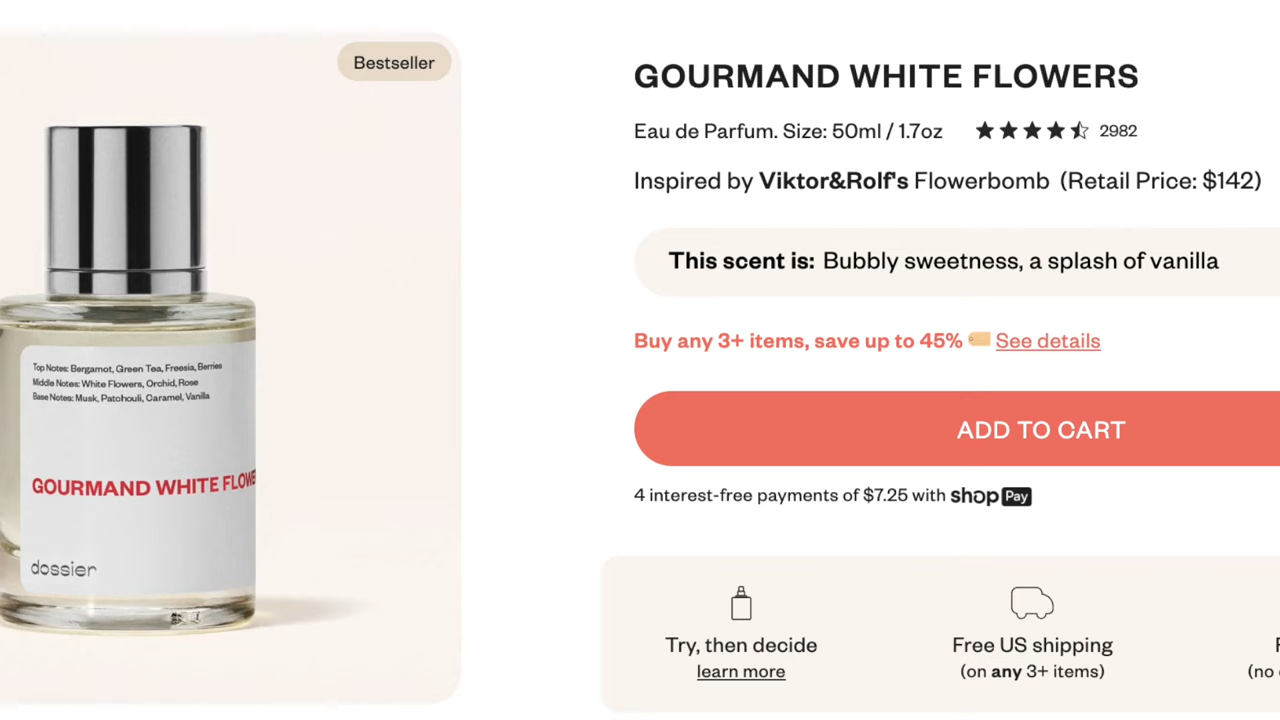 Bestseller
Top Notes: Bergamot, Green Tea, Freesia, Berries
Middle Notes: White Flowers, Orchid, Rose
Base Notes: Musk, Patchouli, Caramel, Vanilla
GOURMAND WHITE FLOWE
dossier
GOURMAND WHITE FLOWERS
Eau de Parfum. Size: 50ml / 1.7oz 2982
Inspired by Viktor&Rolf's Flowerbomb (Retail Price: $142)
This scent is: Bubbly sweetness, a splash of vanilla
Buy any 3+ items, save up to 45% See details
ADD TO CART
4 interest-free payments of $7.25 with shop Pay
Try, then decide
learn more
Free US shipping
(on any 3+ items)
(no